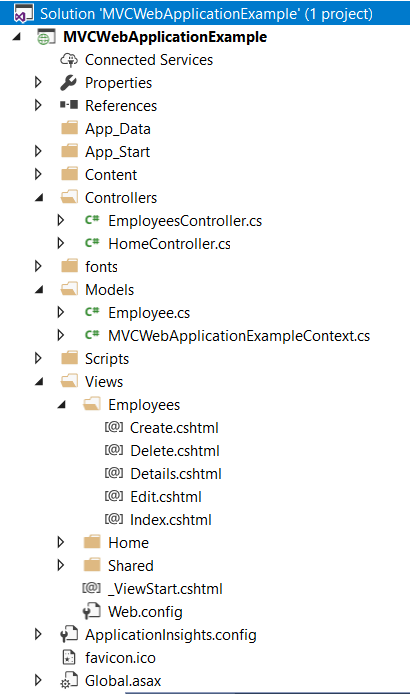 Solution 'MVCWebApplicationExample' (1 project)
MVCWebApplicationExample
Connected Services
Properties
References
App_Data
App_Start
Content
Controllers
C# EmployeesController.cs
C# HomeController.cs
fonts
Models
C# Employee.cs
C# MVCWebApplicationExampleContext.cs
Scripts
Views
Employees
[@] Create.cshtml
[@] Delete.cshtml
[@] Details.cshtml
[@] Edit.cshtml
[@] Index.cshtml
Home
Shared
[@] _ViewStart.cshtml
Web.config
ApplicationInsights.config
favicon.ico
Global.asax